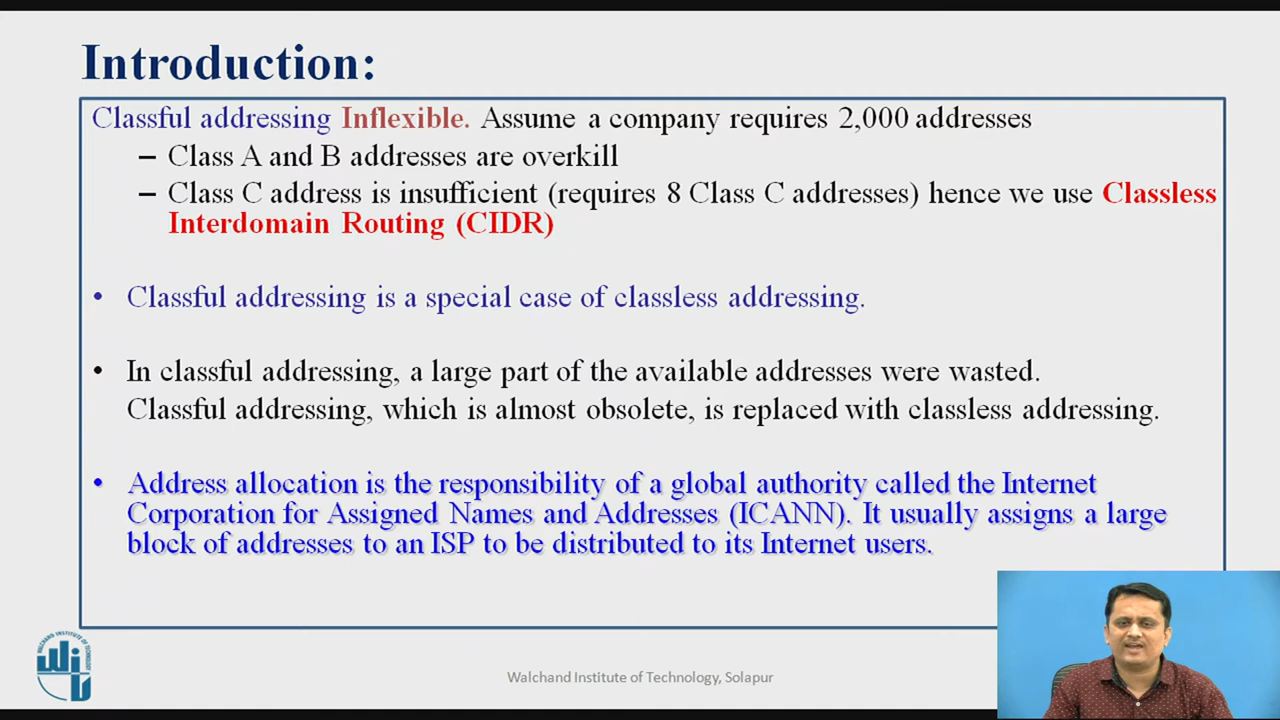 Introduction:
Classful addressing Inflexible. Assume a company requires 2,000 addresses
– Class A and B addresses are overkill
– Class C address is insufficient (requires 8 Class C addresses) hence we use Classless
Interdomain Routing (CIDR)
• Classful addressing is a special case of classless addressing.
• In classful addressing, a large part of the available addresses were wasted.
Classful addressing, which is almost obsolete, is replaced with classless addressing.
• Address allocation is the responsibility of a global authority called the Internet
Corporation for Assigned Names and Addresses (ICANN). It usually assigns a large
block of addresses to an ISP to be distributed to its Internet users.
WALCHAND INSTITUTE OF TECHNOLOGY
Walchand Institute of Technology, Solapur